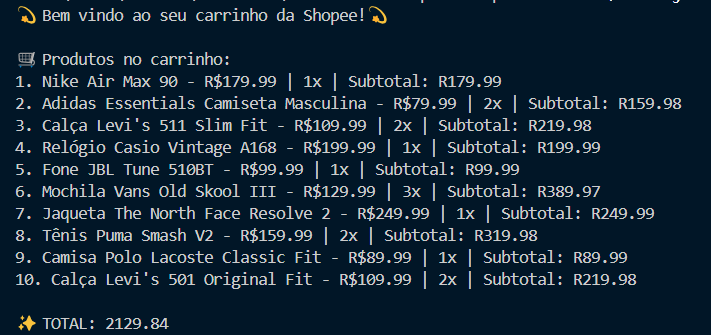 💫 Bem vindo ao seu carrinho da Shopee!💫
🛒 Produtos no carrinho:
1. Nike Air Max 90 - R$179.99 | 1x | Subtotal: R179.99
2. Adidas Essentials Camiseta Masculina - R$79.99 | 2x | Subtotal: R159.98
3. Calça Levi's 511 Slim Fit - R$109.99 | 2x | Subtotal: R219.98
4. Relógio Casio Vintage A168 - R$199.99 | 1x | Subtotal: R199.99
5. Fone JBL Tune 510BT - R$99.99 | 1x | Subtotal: R99.99
6. Mochila Vans Old Skool III - R$129.99 | 3x | Subtotal: R389.97
7. Jaqueta The North Face Resolve 2 - R$249.99 | 1x | Subtotal: R249.99
8. Tênis Puma Smash V2 - R$159.99 | 2x | Subtotal: R319.98
9. Camisa Polo Lacoste Classic Fit - R$89.99 | 1x | Subtotal: R89.99
10. Calça Levi's 501 Original Fit - R$109.99 | 2x | Subtotal: R219.98
✨ TOTAL: 2129.84